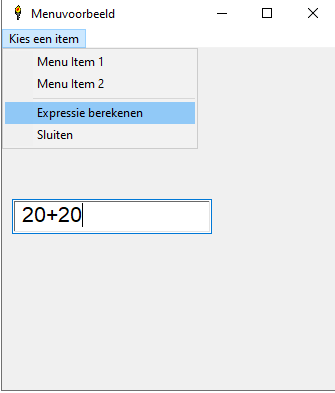 Menuvoorbeeld
Kies een item
Menu Item 1
Menu Item 2
Expressie berekenen
Sluiten
20+20